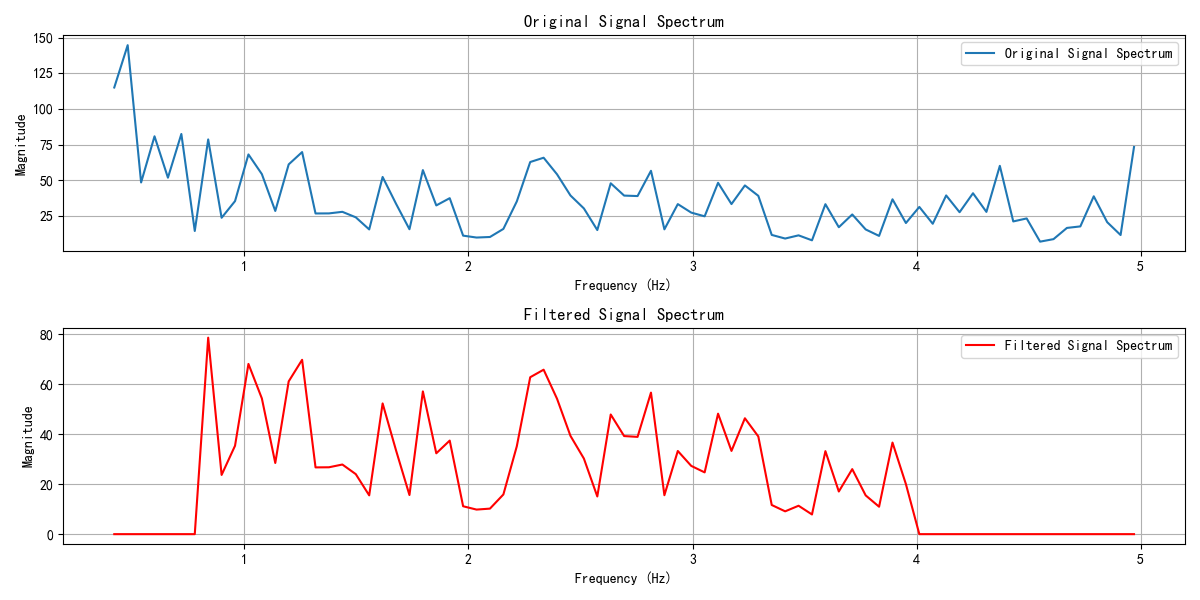 Original Signal Spectrum
150
125
100
75
50
25
Magnitude
Original Signal Spectrum
1 2 3 4 5
Frequency (Hz)
Filtered Signal Spectrum
80
60
40
20
0
Magnitude
Filtered Signal Spectrum
1 2 3 4 5
Frequency (Hz)